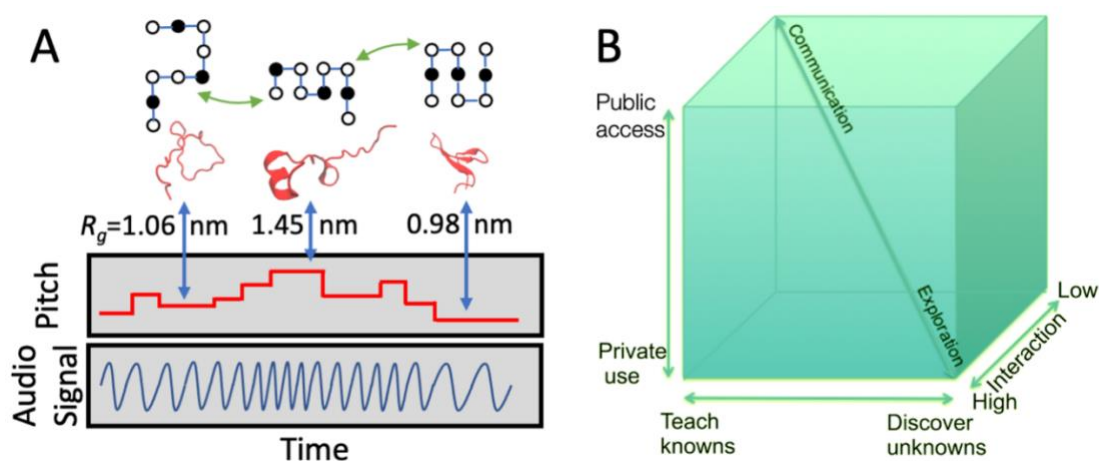 A
Rg=1.06 nm
1.45 nm
0.98 nm
Pitch
Audio
Signal
Time
B
Public
access
Private
use
Teach
knowns
Discover
unknowns
High
Interaction
Low
Communication
Exploration